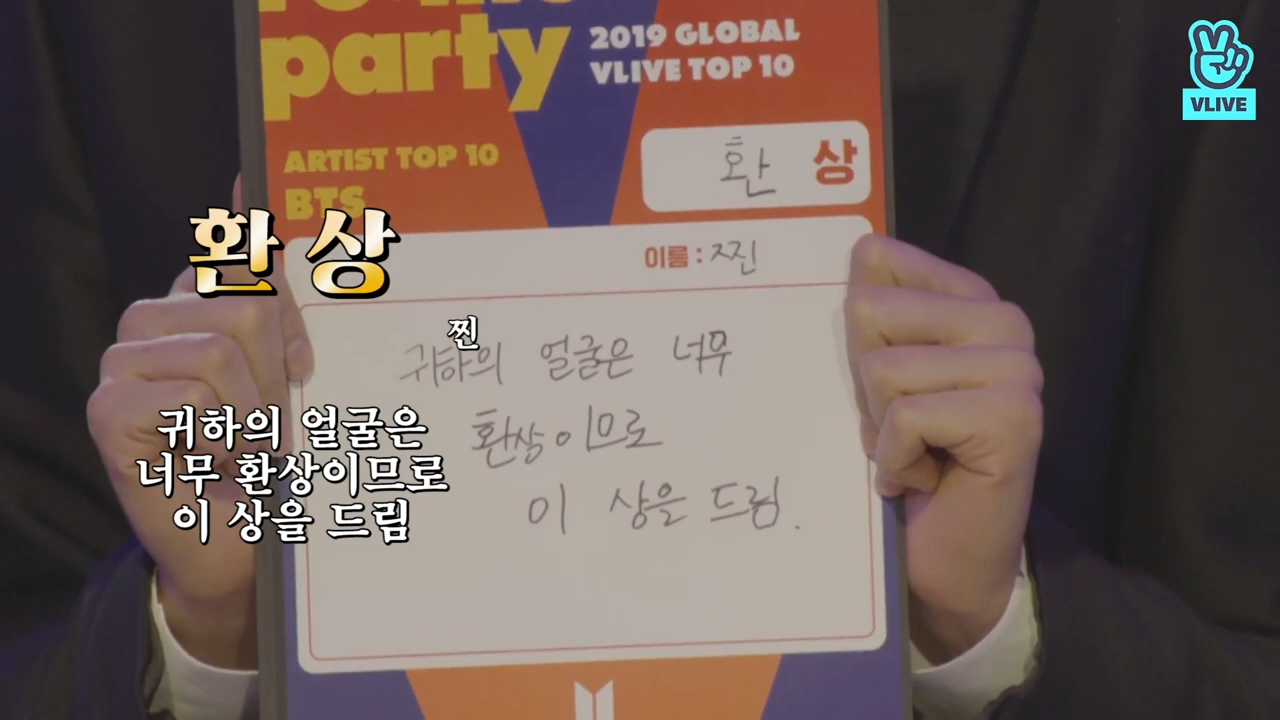 party
2019 GLOBAL
VLIVE TOP 10
VLIVE
ARTIST TOP 10
BTS
환 상
이름 : 찐
귀하의 얼굴은 너무
환상이므로
이 상을 드림.
환 상
찐
귀하의 얼굴은
너무 환상이므로
이 상을 드림